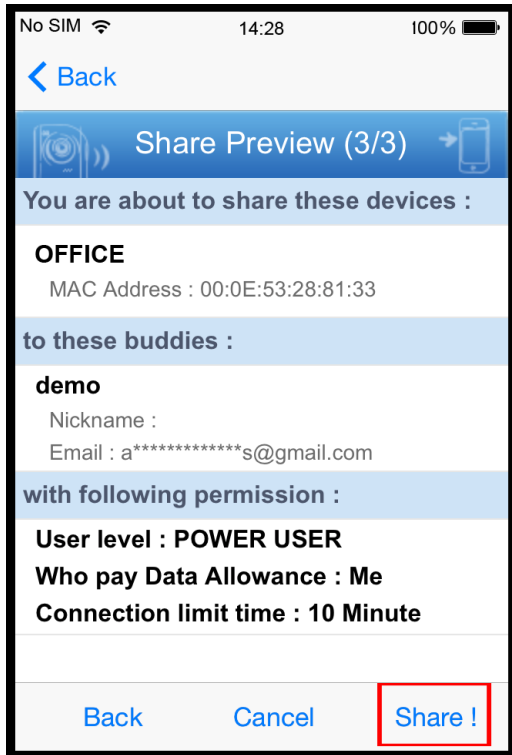 No SIM 14:28 100%
Back
Share Preview (3/3)
You are about to share these devices :
OFFICE
MAC Address : 00:0E:53:28:81:33
to these buddies :
demo
Nickname :
Email : a*************s@gmail.com
with following permission :
User level : POWER USER
Who pay Data Allowance : Me
Connection limit time : 10 Minute
Back Cancel Share !